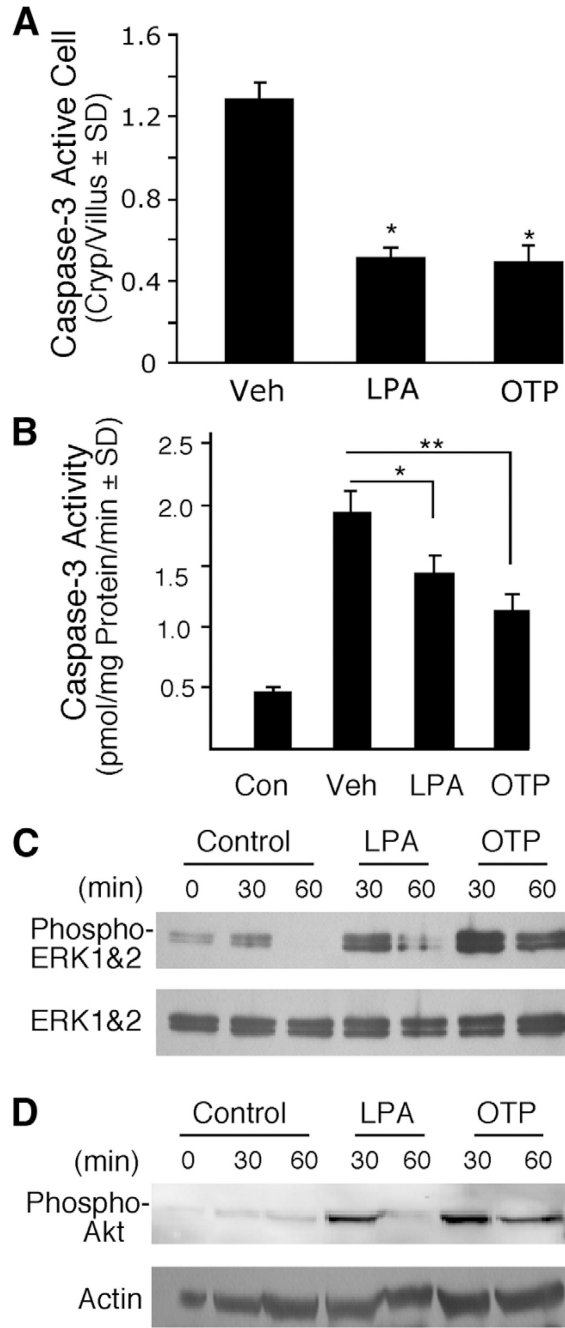 A
Caspase-3 Active Cell
(Cryp/Villus ± SD)
1.6
1.2
0.8
0.4
0
*
*
Veh LPA OTP
B
Caspase-3 Activity
(pmol/mg Protein/min ± SD)
2.5
2.0
1.5
1.0
0.5
**
*
Con Veh LPA OTP
C
Control LPA OTP
(min) 0 30 60 30 60 30 60
Phospho-
ERK1&2
ERK1&2
D
Control LPA OTP
(min) 0 30 60 30 60 30 60
Phospho-
Akt
Actin